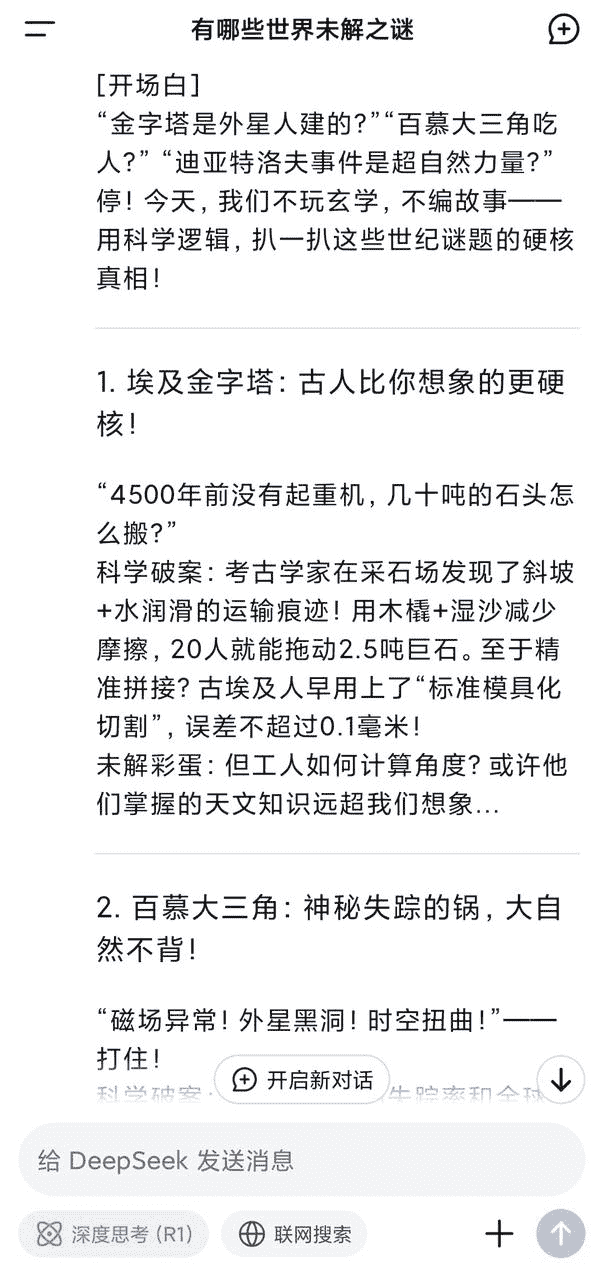 有哪些世界未解之谜
[开场白]
“金字塔是外星人建的？”“百慕大三角吃
人？” “迪亚特洛夫事件是超自然力量？”
停！今天，我们不玩玄学，不编故事——
用科学逻辑，扒一扒这些世纪谜题的硬核
真相！
1. 埃及金字塔：古人比你想象的更硬
核！
“4500年前没有起重机，几十吨的石头怎
么搬？”
科学破案：考古学家在采石场发现了斜坡
+水润滑的运输痕迹！用木橇+湿沙减少
摩擦，20人就能拖动2.5吨巨石。至于精
准拼接？古埃及人早用上了“标准模具化
切割”，误差不超过0.1毫米！
未解彩蛋：但工人如何计算角度？或许他
们掌握的天文知识远超我们想象...
2. 百慕大三角：神秘失踪的锅，大自
然不背！
“磁场异常！外星黑洞！时空扭曲！”——
打住！
科学破案：
失踪率和全球
开启新对话
给 DeepSeek 发送消息
深度思考 (R1)
联网搜索